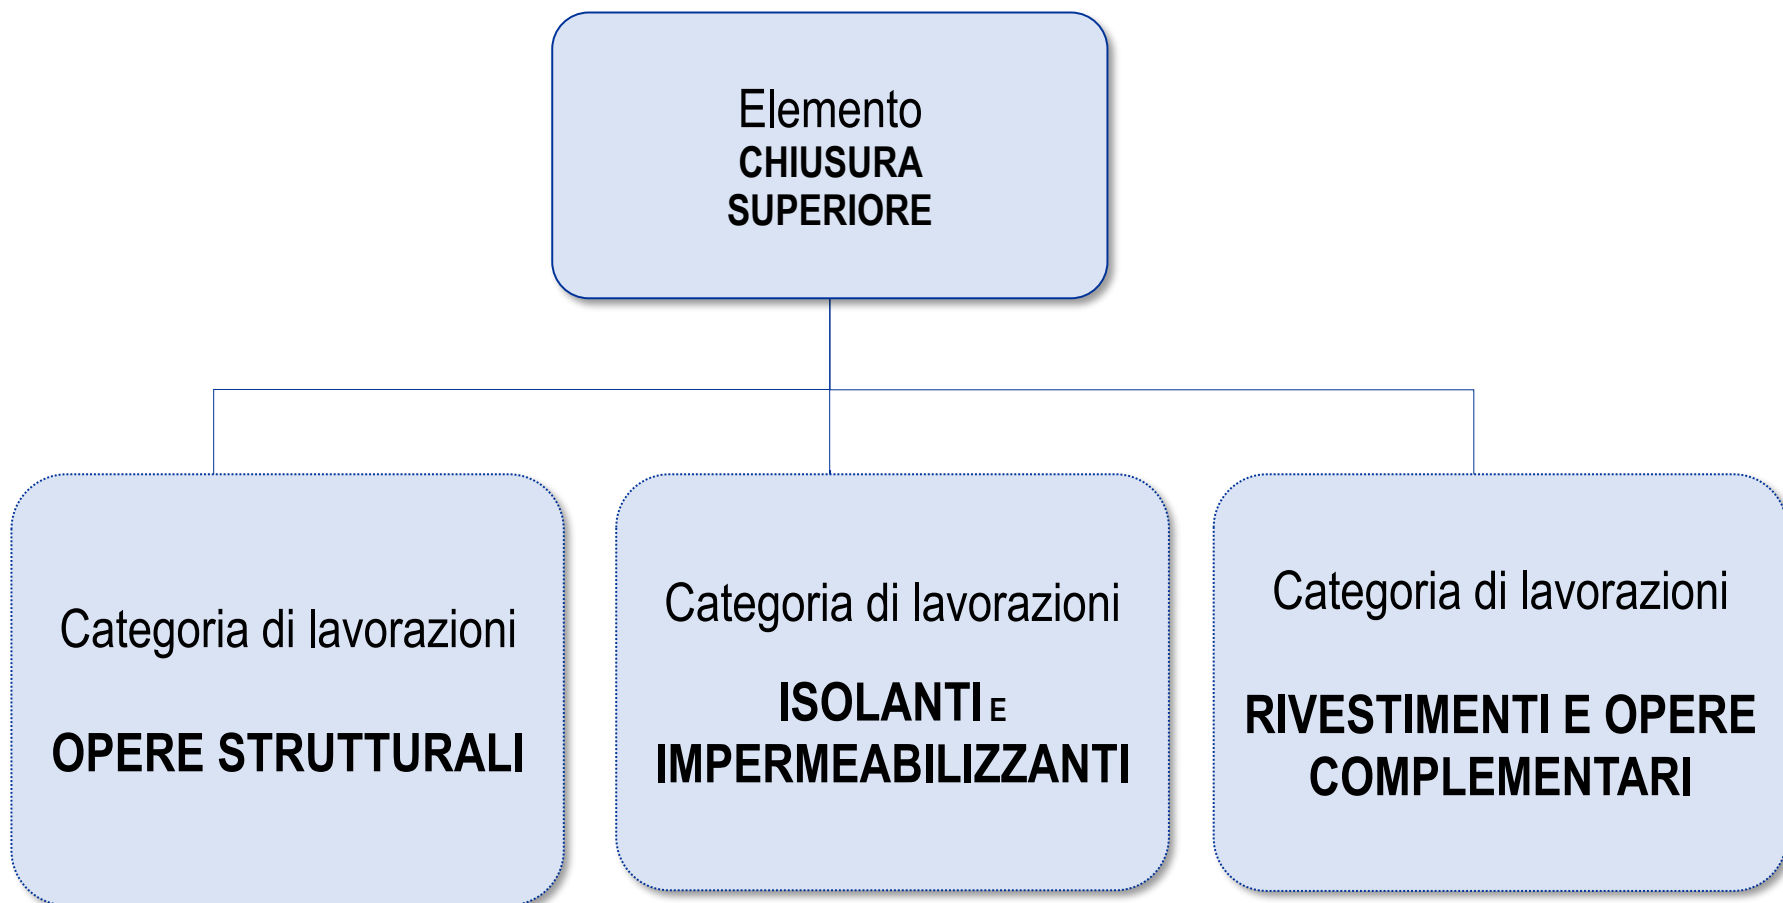 Elemento
CHIUSURA
SUPERIORE
Categoria di lavorazioni
OPERE STRUTTURALI
Categoria di lavorazioni
ISOLANTI E
IMPERMEABILIZZANTI
Categoria di lavorazioni
RIVESTIMENTI E OPERE
COMPLEMENTARI